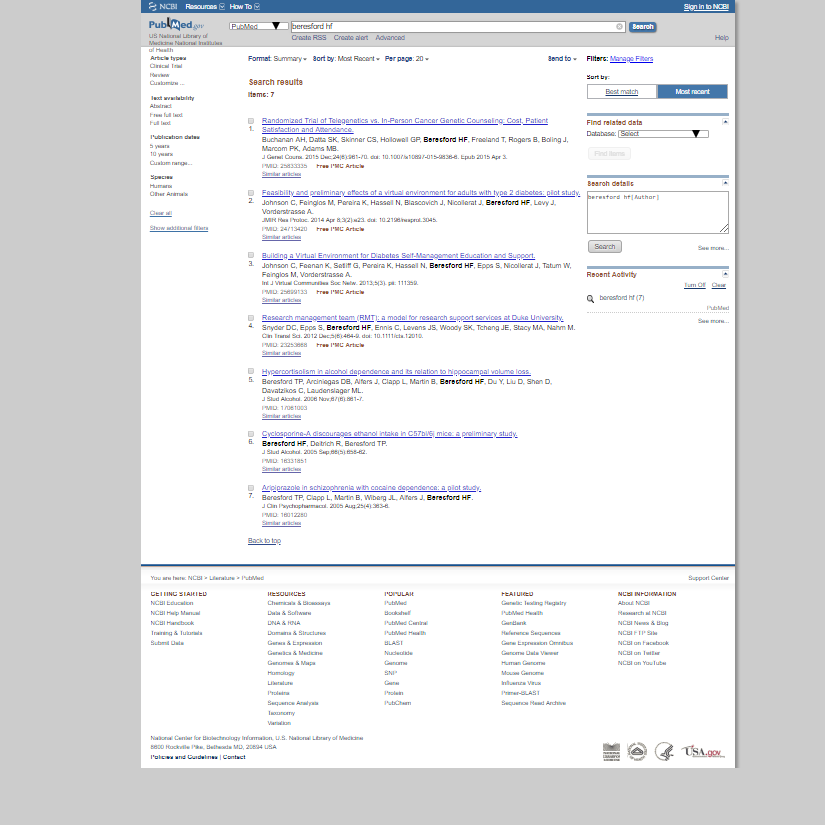 NCBI Resources How To Sign in to NCBI
PubMed.gov
US National Library of
Medicine National Institutes
of Health
PubMed
beresford hf
Search
Create RSS Create alert Advanced
Help
Article types
Clinical Trial
Review
Customize ...
Text availability
Abstract
Free full text
Full text
Publication dates
5 years
10 years
Custom range...
Species
Humans
Other Animals
Clear all
Show additional filters
Format: Summary Sort by: Most Recent Per page: 20
Send to
Search results
Items: 7
Randomized Trial of Telegenetics vs. In-Person Cancer Genetic Counseling: Cost, Patient
Satisfaction and Attendance.
1.
Buchanan AH, Datta SK, Skinner CS, Hollowell GP, Beresford HF, Freeland T, Rogers B, Boling J,
Marcom PK, Adams MB.
J Genet Couns. 2015 Dec;24(6):961-70. doi: 10.1007/s10897-015-9836-6. Epub 2015 Apr 3.
PMID: 25833335 Free PMC Article
Similar articles
Feasibility and preliminary effects of a virtual environment for adults with type 2 diabetes: pilot study.
2.
Johnson C, Feinglos M, Pereira K, Hassell N, Blascovich J, Nicollerat J, Beresford HF, Levy J,
Vorderstrasse A.
JMIR Res Protoc. 2014 Apr 8;3(2):e23. doi: 10.2196/resprot.3045.
PMID: 24713420 Free PMC Article
Similar articles
Building a Virtual Environment for Diabetes Self-Management Education and Support.
3.
Johnson C, Feenan K, Setliff G, Pereira K, Hassell N, Beresford HF, Epps S, Nicollerat J, Tatum W,
Feinglos M, Vorderstrasse A.
Int J Virtual Communities Soc Netw. 2013;5(3). pii: 111359.
PMID: 25699133 Free PMC Article
Similar articles
Research management team (RMT): a model for research support services at Duke University.
4.
Snyder DC, Epps S, Beresford HF, Ennis C, Levens JS, Woody SK, Tcheng JE, Stacy MA, Nahm M.
Clin Transl Sci. 2012 Dec;5(6):464-9. doi: 10.1111/cts.12010.
PMID: 23253668 Free PMC Article
Similar articles
Hypercortisolism in alcohol dependence and its relation to hippocampal volume loss.
5.
Beresford TP, Arciniegas DB, Alfers J, Clapp L, Martin B, Beresford HF, Du Y, Liu D, Shen D,
Davatzikos C, Laudenslager ML.
J Stud Alcohol. 2006 Nov;67(6):861-7.
PMID: 17061003
Similar articles
Cyclosporine-A discourages ethanol intake in C57bl/6j mice: a preliminary study.
6.
Beresford HF, Deitrich R, Beresford TP.
J Stud Alcohol. 2005 Sep;66(5):658-62.
PMID: 16331851
Similar articles
Aripiprazole in schizophrenia with cocaine dependence: a pilot study.
7.
Beresford TP, Clapp L, Martin B, Wiberg JL, Alfers J, Beresford HF.
J Clin Psychopharmacol. 2005 Aug;25(4):363-6.
PMID: 16012280
Similar articles
Back to top
Filters: Manage Filters
Sort by:
Best match Most recent
Find related data
Database: Select
Find items
Search details
beresford hf[Author]
Search
See more...
Recent Activity
Turn Off Clear
beresford hf (7)
PubMed
See more...
You are here: NCBI > Literature > PubMed
Support Center
GETTING STARTED
NCBI Education
NCBI Help Manual
NCBI Handbook
Training & Tutorials
Submit Data
RESOURCES
Chemicals & Bioassays
Data & Software
DNA & RNA
Domains & Structures
Genes & Expression
Genetics & Medicine
Genomes & Maps
Homology
Literature
Proteins
Sequence Analysis
Taxonomy
Variation
POPULAR
PubMed
Bookshelf
PubMed Central
PubMed Health
BLAST
Nucleotide
Genome
SNP
Gene
Protein
PubChem
FEATURED
Genetic Testing Registry
PubMed Health
GenBank
Reference Sequences
Gene Expression Omnibus
Genome Data Viewer
Human Genome
Mouse Genome
Influenza Virus
Primer-BLAST
Sequence Read Archive
NCBI INFORMATION
About NCBI
Research at NCBI
NCBI News & Blog
NCBI FTP Site
NCBI on Facebook
NCBI on Twitter
NCBI on YouTube
National Center for Biotechnology Information, U.S. National Library of Medicine
8600 Rockville Pike, Bethesda MD, 20894 USA
Policies and Guidelines | Contact
USA.gov